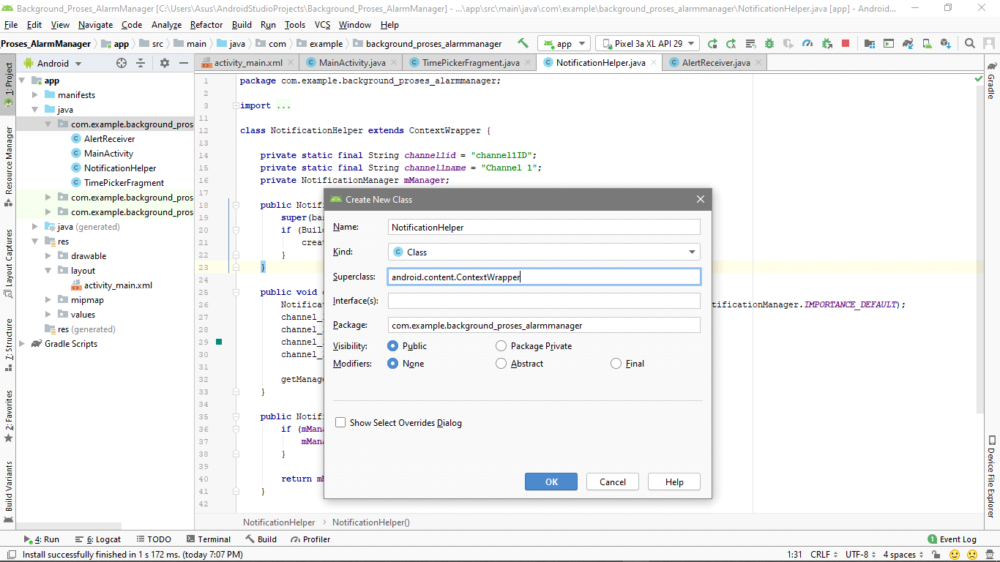 Background_Proses_AlarmManager [C:\Users\Asus\AndroidStudioProjects\Background_Proses_AlarmManager] - ...\app\src\main\java\com\example\background_proses_alarmmanager\NotificationHelper.java [app] - Android...
File Edit View Navigate Code Analyze Refactor Build Run Tools VCS Window Help
_Proses_AlarmManager app src main java com example background_proses_alarmmanager app Pixel 3a XL API 29
Android activity_main.xml MainActivity.java TimePickerFragment.java NotificationHelper.java AlertReceiver.java
1: Project
Resource Manager
Layout Captures
7: Structure
2: Favorites
Build Variants
app
manifests
java
com.example.background_pros
AlertReceiver
MainActivity
NotificationHelper
TimePickerFragment
com.example.background_pros
com.example.background_pros
java (generated)
res
drawable
layout
activity_main.xml
mipmap
values
res (generated)
Gradle Scripts
1 package com.example.background_proses_alarmmanager;
2
3 import ...
11
12 class NotificationHelper extends ContextWrapper {
13
14 private static final String channel1id = "channel1ID";
15 private static final String channel1name = "Channel 1";
16 private NotificationManager mManager;
17
18 public Notifi
19 super(bas
20 if (Build
21 creat
22 }
23 }
24
25 public void c
26 Notificat tificationManager.IMPORTANCE_DEFAULT);
27 channel_
28 channel_
29 channel_
30 channel_
31
32 getManage
33 }
34
35 public Notifi
36 if (mMana
37 mMana
38 }
39
40 return mM
41 }
42
Create New Class
Name: NotificationHelper
Kind: Class
Superclass: android.content.ContextWrapper
Interface(s):
Package: com.example.background_proses_alarmmanager
Visibility: Public Package Private
Modifiers: None Abstract Final
Show Select Overrides Dialog
OK Cancel Help
Gradle
Device File Explorer
NotificationHelper › NotificationHelper()
4: Run 6: Logcat TODO Terminal Build Profiler 1 Event Log
Install successfully finished in 1 s 172 ms. (today 7:07 PM) 1:31 CRLF UTF-8 4 spaces